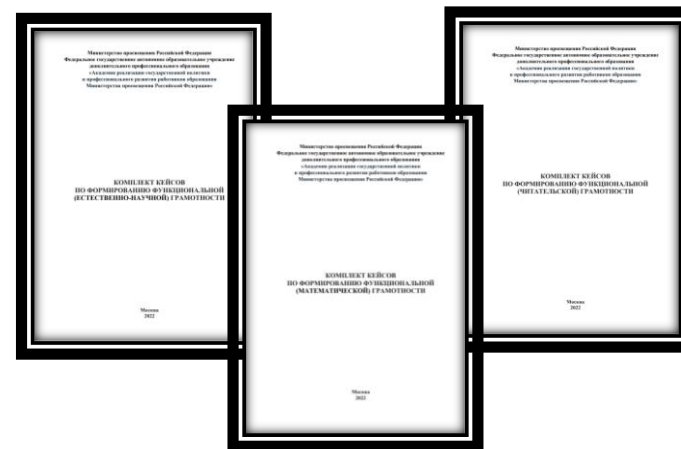 Министерство просвещения Российской Федерации
Федеральное государственное автономное образовательное учреждение
дополнительного профессионального образования
«Академия реализации государственной политики
и профессионального развития работников образования
Министерства просвещения Российской Федерации»
КОМПЛЕКТ КЕЙСОВ
ПО ФОРМИРОВАНИЮ ФУНКЦИОНАЛЬНОЙ
(ЕСТЕСТВЕННО-НАУЧНОЙ) ГРАМОТНОСТИ
Москва
2022
Министерство просвещения Российской Федерации
Федеральное государственное автономное образовательное учреждение
дополнительного профессионального образования
«Академия реализации государственной политики
и профессионального развития работников образования
Министерства просвещения Российской Федерации»
КОМПЛЕКТ КЕЙСОВ
ПО ФОРМИРОВАНИЮ ФУНКЦИОНАЛЬНОЙ
(МАТЕМАТИЧЕСКОЙ) ГРАМОТНОСТИ
Москва
2022
Министерство просвещения Российской Федерации
Федеральное государственное автономное образовательное учреждение
дополнительного профессионального образования
«Академия реализации государственной политики
и профессионального развития работников образования
Министерства просвещения Российской Федерации»
КОМПЛЕКТ КЕЙСОВ
ПО ФОРМИРОВАНИЮ ФУНКЦИОНАЛЬНОЙ
(ЧИТАТЕЛЬСКОЙ) ГРАМОТНОСТИ
Москва
2022